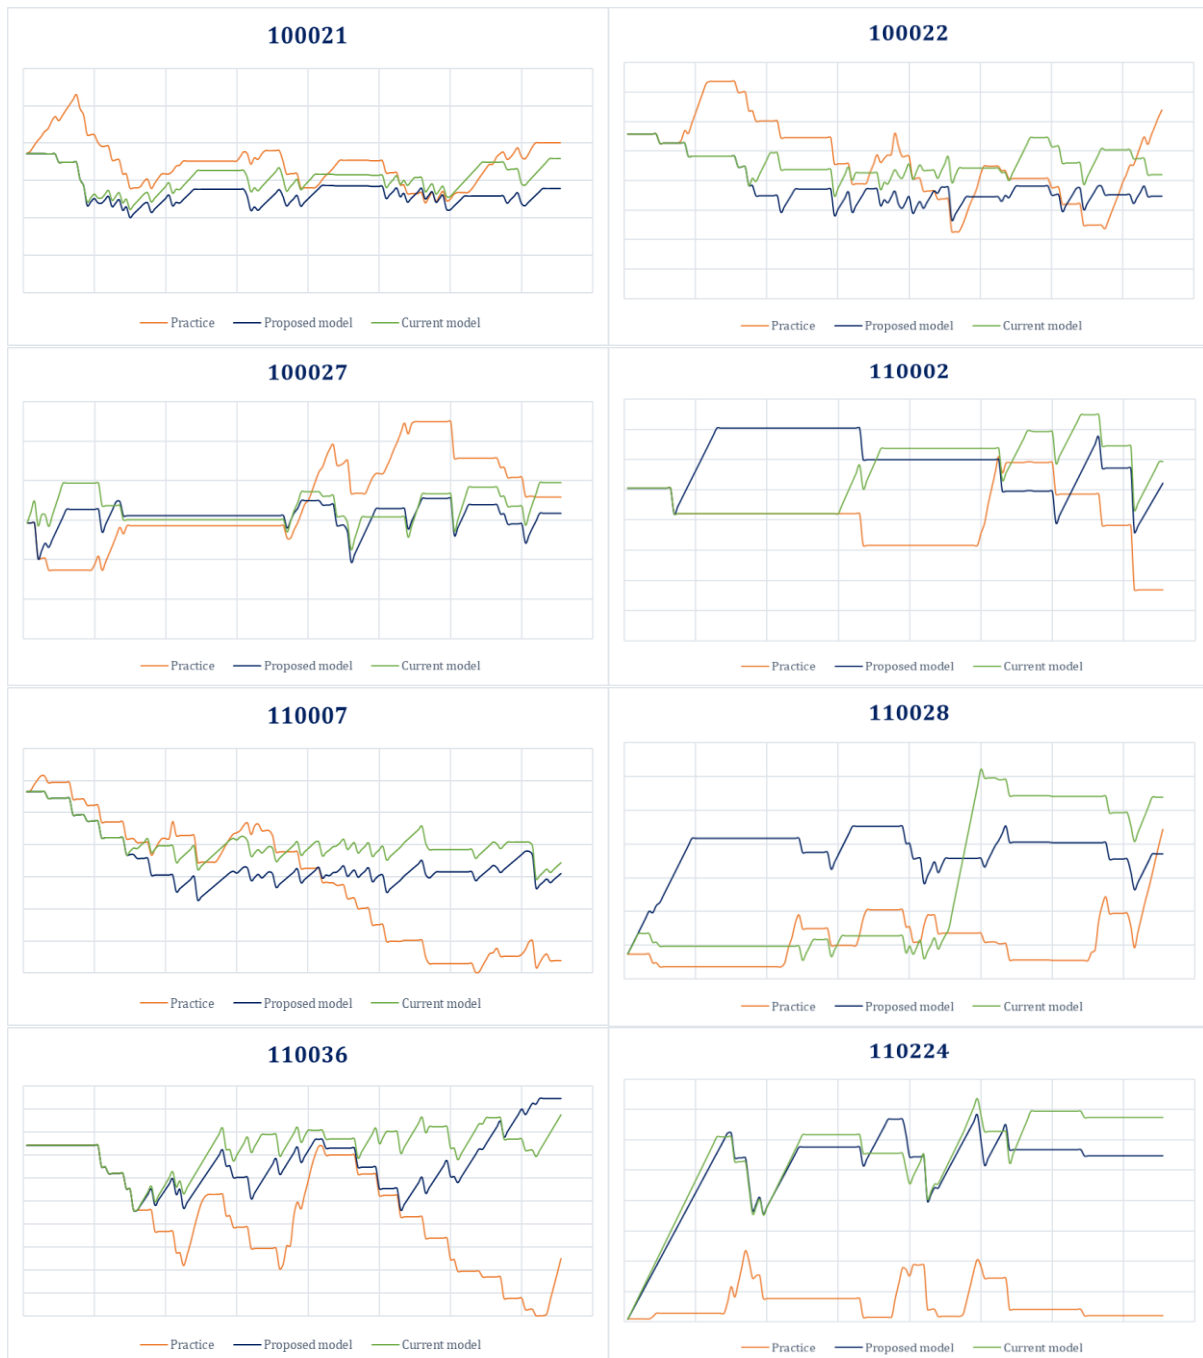 100021
Practice Proposed model Current model
100022
Practice Proposed model Current model
100027
Practice Proposed model Current model
110002
Practice Proposed model Current model
110007
Practice Proposed model Current model
110028
Practice Proposed model Current model
110036
Practice Proposed model Current model
110224
Practice Proposed model Current model